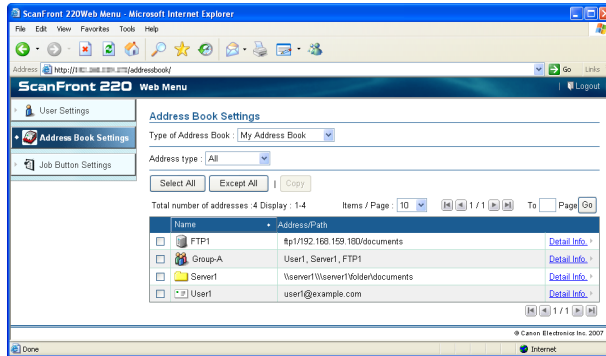 ScanFront 220Web Menu - Microsoft Internet Explorer
File Edit View Favorites Tools Help
Address http:// /addressbook/ Go Links
ScanFront 220 Web Menu | Logout
User Settings
Address Book Settings
Job Button Settings
Address Book Settings
Type of Address Book : My Address Book
Address type : All
Select All Except All | Copy
Total number of addresses :4 Display : 1-4 Items / Page : 10 1 / 1 To Page Go
Name Address/Path
FTP1 ftp1/192.168.159.180/documents Detail Info.
Group-A User1, Server1, FTP1 Detail Info.
Server1 \\server1\\\server1\folder\documents Detail Info.
User1 user1@example.com Detail Info.
1 / 1
© Canon Electronics Inc. 2007
Done Internet